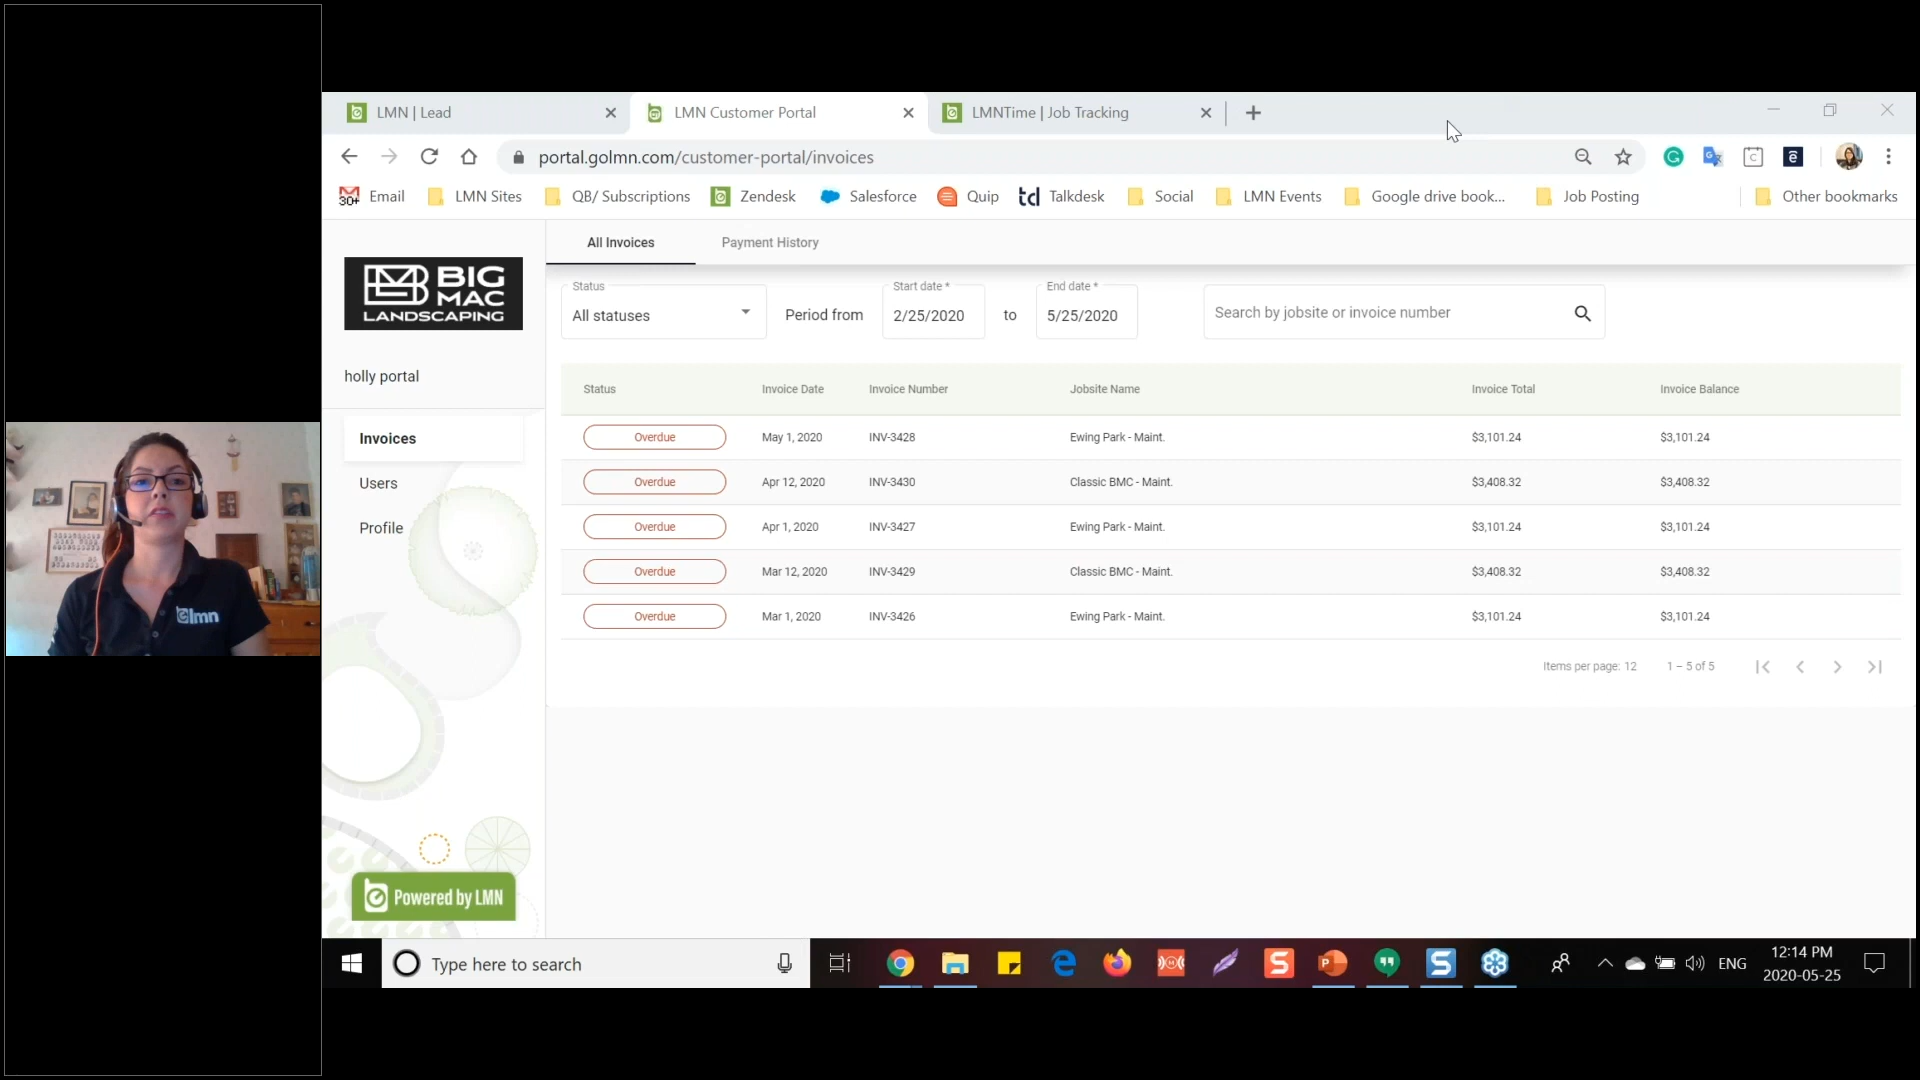 LMN | Lead
LMN Customer Portal
LMNTime | Job Tracking
portal.golmn.com/customer-portal/invoices
30+ Email
LMN Sites
QB/ Subscriptions
Zendesk
Salesforce
Quip
td Talkdesk
Social
LMN Events
Google drive book...
Job Posting
Other bookmarks
BIG
MAC
LANDSCAPING
holly portal
Invoices
Users
Profile
Powered by LMN
All Invoices
Payment History
Status
All statuses
Period from
Start date *
2/25/2020
to
End date *
5/25/2020
Search by jobsite or invoice number
Status Invoice Date Invoice Number Jobsite Name Invoice Total Invoice Balance
Overdue May 1, 2020 INV-3428 Ewing Park - Maint. $3,101.24 $3,101.24
Overdue Apr 12, 2020 INV-3430 Classic BMC - Maint. $3,408.32 $3,408.32
Overdue Apr 1, 2020 INV-3427 Ewing Park - Maint. $3,101.24 $3,101.24
Overdue Mar 12, 2020 INV-3429 Classic BMC - Maint. $3,408.32 $3,408.32
Overdue Mar 1, 2020 INV-3426 Ewing Park - Maint. $3,101.24 $3,101.24
Items per page: 12 1 – 5 of 5
lmn
Type here to search
ENG
12:14 PM
2020-05-25